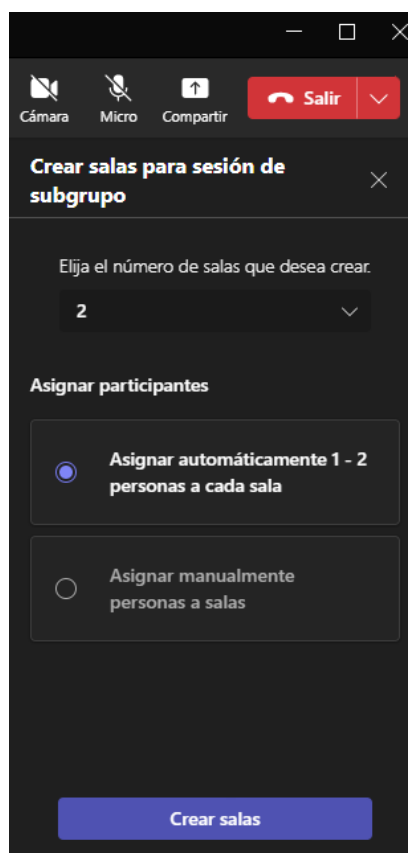 Cámara Micro Compartir Salir
Crear salas para sesión de
subgrupo
Elija el número de salas que desea crear.
2
Asignar participantes
Asignar automáticamente 1 - 2
personas a cada sala
Asignar manualmente
personas a salas
Crear salas